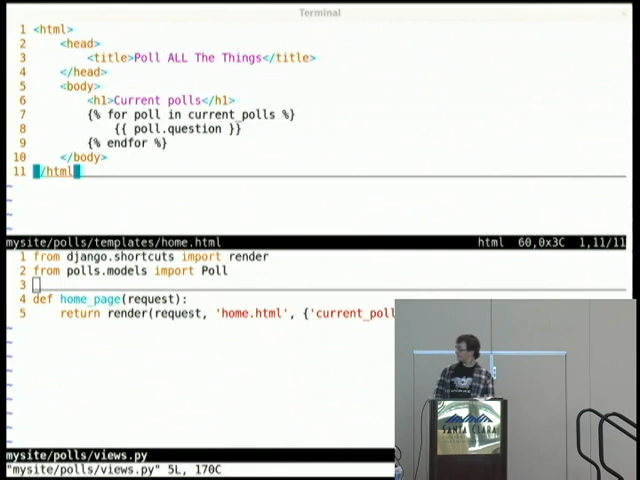 Terminal
1 <html>
2 <head>
3 <title>Poll ALL The Things</title>
4 </head>
5 <body>
6 <h1>Current polls</h1>
7 {% for poll in current_polls %}
8 {{ poll.question }}
9 {% endfor %}
10 </body>
11 </html>
~
~
~
~
mysite/polls/templates/home.html html 60,0x3C 1,11/11
1 from django.shortcuts import render
2 from polls.models import Poll
3
4 def home_page(request):
5 return render(request, 'home.html', {'current_poll
~
~
~
~
~
~
~
~
~
mysite/polls/views.py
"mysite/polls/views.py" 5L, 170C
SANTA CLARA